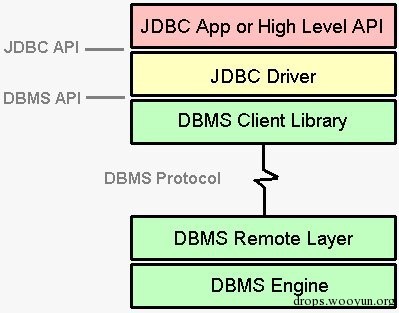 JDBC App or High Level API
JDBC API
JDBC Driver
DBMS API
DBMS Client Library
DBMS Protocol
DBMS Remote Layer
DBMS Engine
drops.wooyun.org